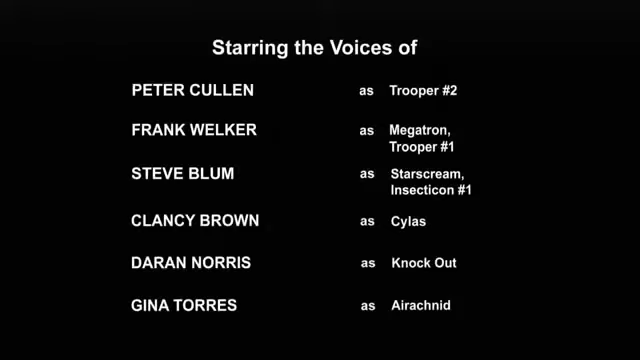 Starring the Voices of
PETER CULLEN as Trooper #2
FRANK WELKER as Megatron,
Trooper #1
STEVE BLUM as Starscream,
Insecticon #1
CLANCY BROWN as Cylas
DARAN NORRIS as Knock Out
GINA TORRES as Airachnid